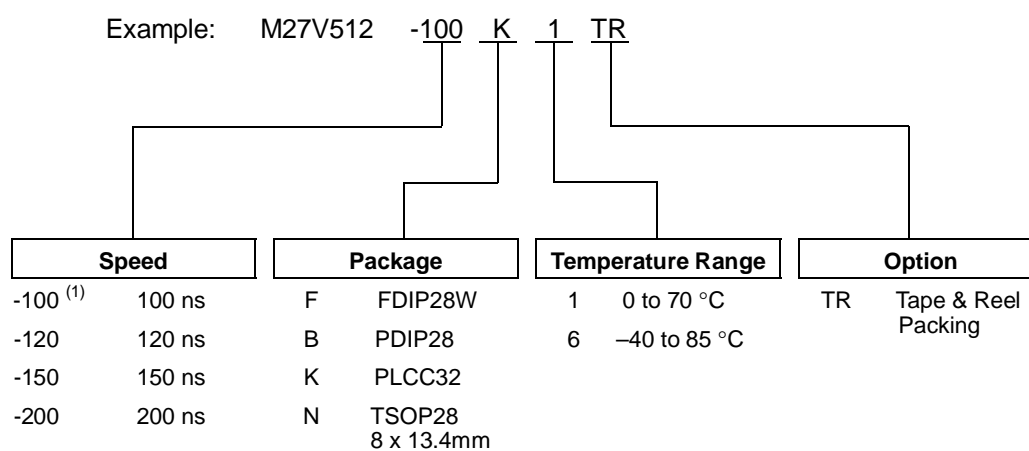 Example: M27V512 -100 K 1 TR
Speed Package Temperature Range Option
-100 (1) 100 ns F FDIP28W 1 0 to 70 °C TR Tape & Reel
Packing
-120 120 ns B PDIP28 6 –40 to 85 °C
-150 150 ns K PLCC32
-200 200 ns N TSOP28
8 x 13.4mm